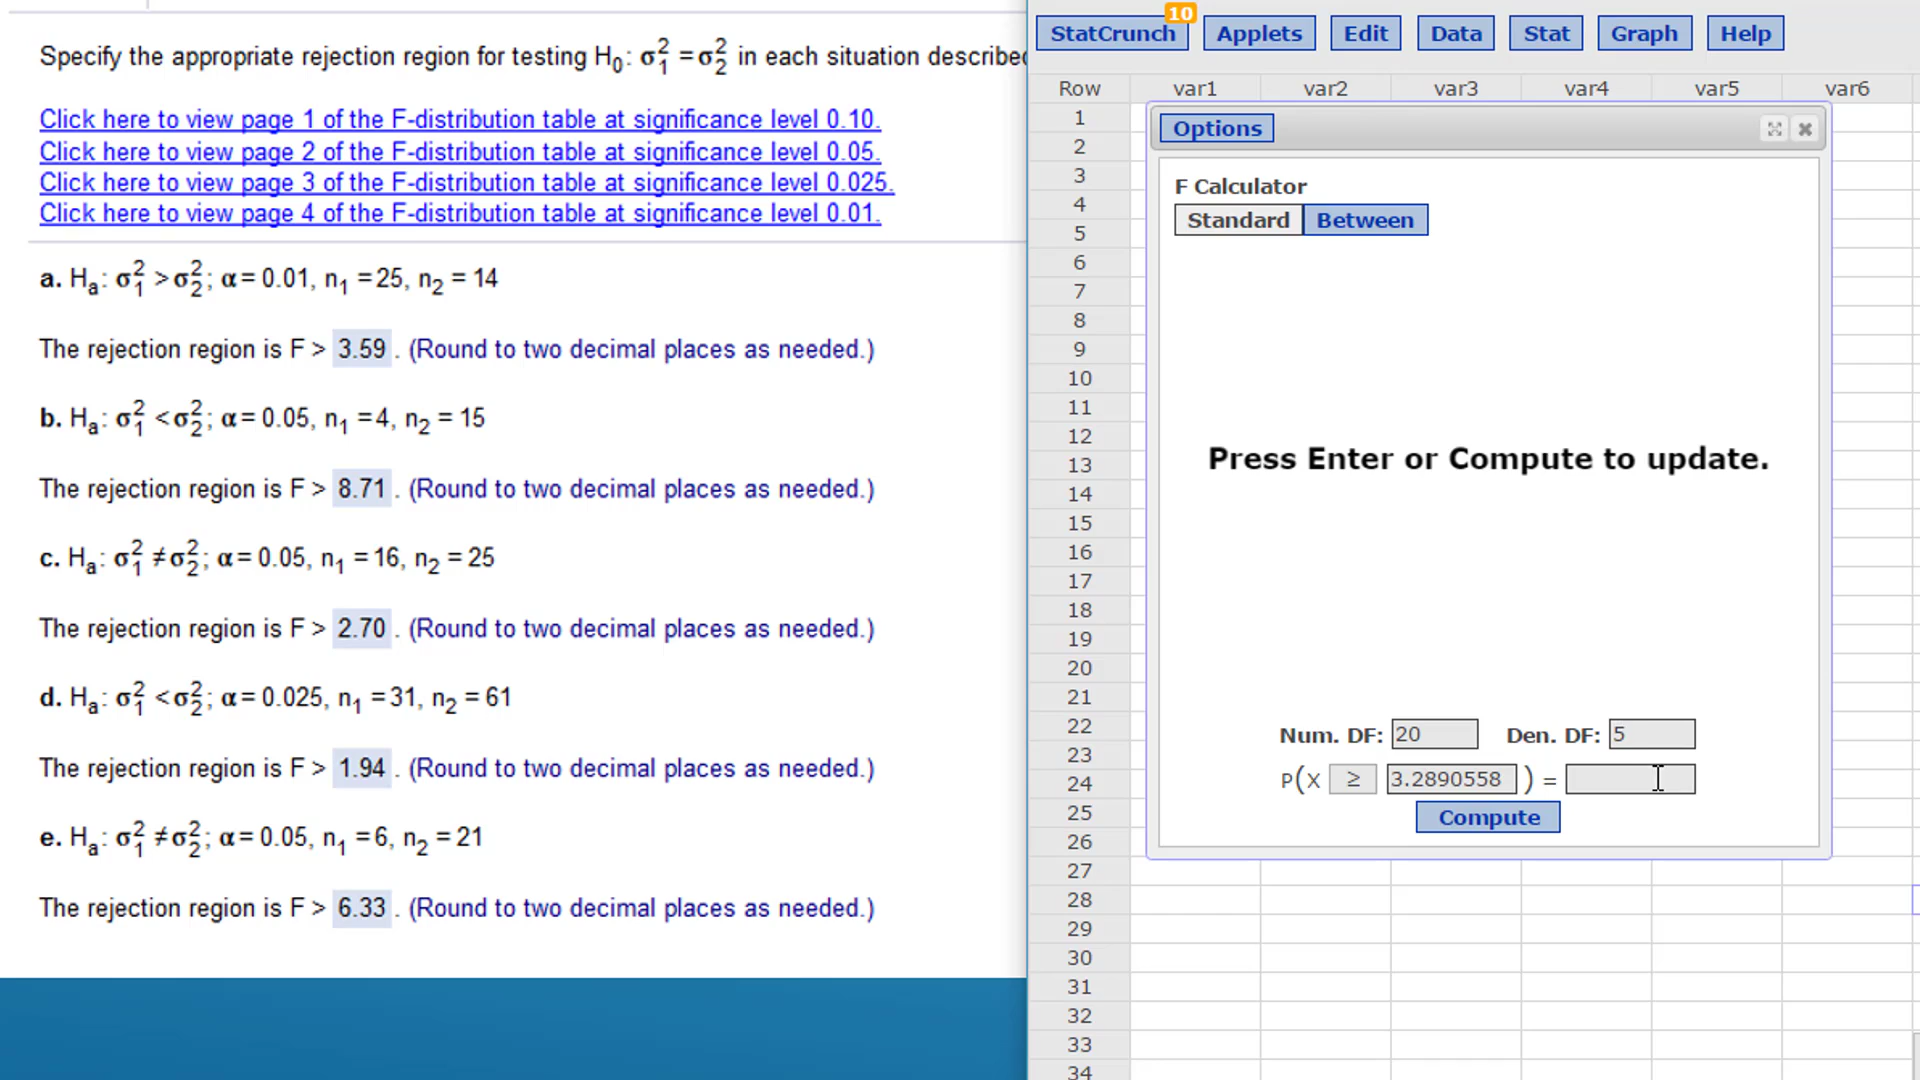 Specify the appropriate rejection region for testing H₀: σ₁² = σ₂² in each situation describe
Click here to view page 1 of the F-distribution table at significance level 0.10.
Click here to view page 2 of the F-distribution table at significance level 0.05.
Click here to view page 3 of the F-distribution table at significance level 0.025.
Click here to view page 4 of the F-distribution table at significance level 0.01.
a. Hₐ: σ₁² > σ₂²; α = 0.01, n₁ = 25, n₂ = 14
The rejection region is F > 3.59 . (Round to two decimal places as needed.)
b. Hₐ: σ₁² < σ₂²; α = 0.05, n₁ = 4, n₂ = 15
The rejection region is F > 8.71 . (Round to two decimal places as needed.)
c. Hₐ: σ₁² ≠ σ₂²; α = 0.05, n₁ = 16, n₂ = 25
The rejection region is F > 2.70 . (Round to two decimal places as needed.)
d. Hₐ: σ₁² < σ₂²; α = 0.025, n₁ = 31, n₂ = 61
The rejection region is F > 1.94 . (Round to two decimal places as needed.)
e. Hₐ: σ₁² ≠ σ₂²; α = 0.05, n₁ = 6, n₂ = 21
The rejection region is F > 6.33 . (Round to two decimal places as needed.)
10
StatCrunch Applets Edit Data Stat Graph Help
Row var1 var2 var3 var4 var5 var6
1
2
3
4
5
6
7
8
9
10
11
12
13
14
15
16
17
18
19
20
21
22
23
24
25
26
27
28
29
30
31
32
33
34
Options
F Calculator
Standard Between
Press Enter or Compute to update.
Num. DF: 20 Den. DF: 5
P(X ≥ 3.2890558 ) =
Compute